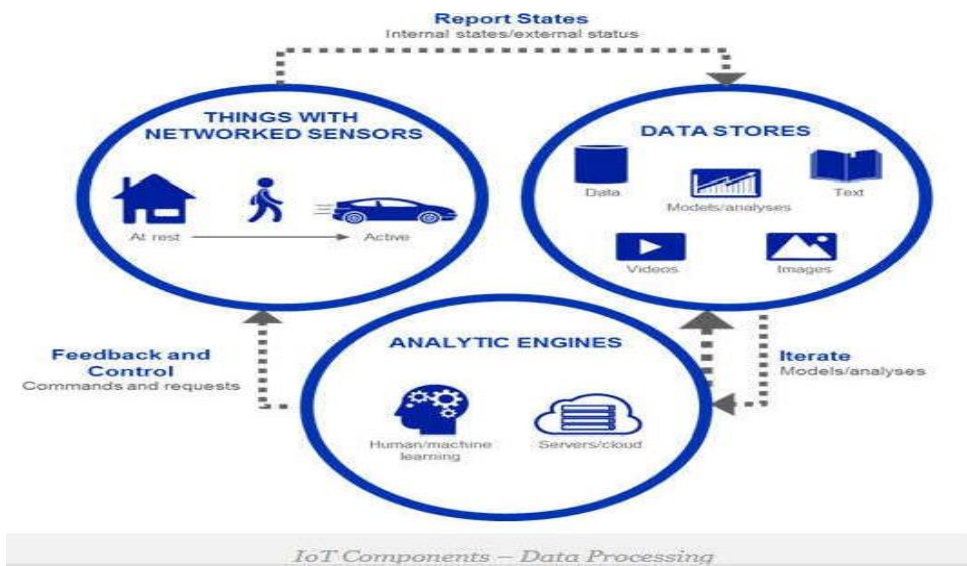 Report States
Internal states/external status
THINGS WITH
NETWORKED SENSORS
At rest
Active
DATA STORES
Data
Models/analyses
Text
Videos
Images
Feedback and
Control
Commands and requests
ANALYTIC ENGINES
Human/machine
learning
Servers/cloud
Iterate
Models/analyses
IoT Components – Data Processing